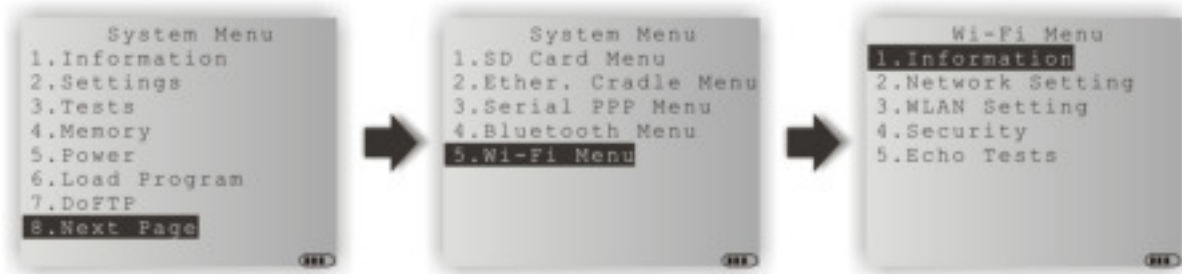 System Menu
1.Information
2.Settings
3.Tests
4.Memory
5.Power
6.Load Program
7.DoFTP
8.Next Page
System Menu
1.SD Card Menu
2.Ether. Cradle Menu
3.Serial PPP Menu
4.Bluetooth Menu
5.Wi-Fi Menu
Wi-Fi Menu
1.Information
2.Network Setting
3.WLAN Setting
4.Security
5.Echo Tests